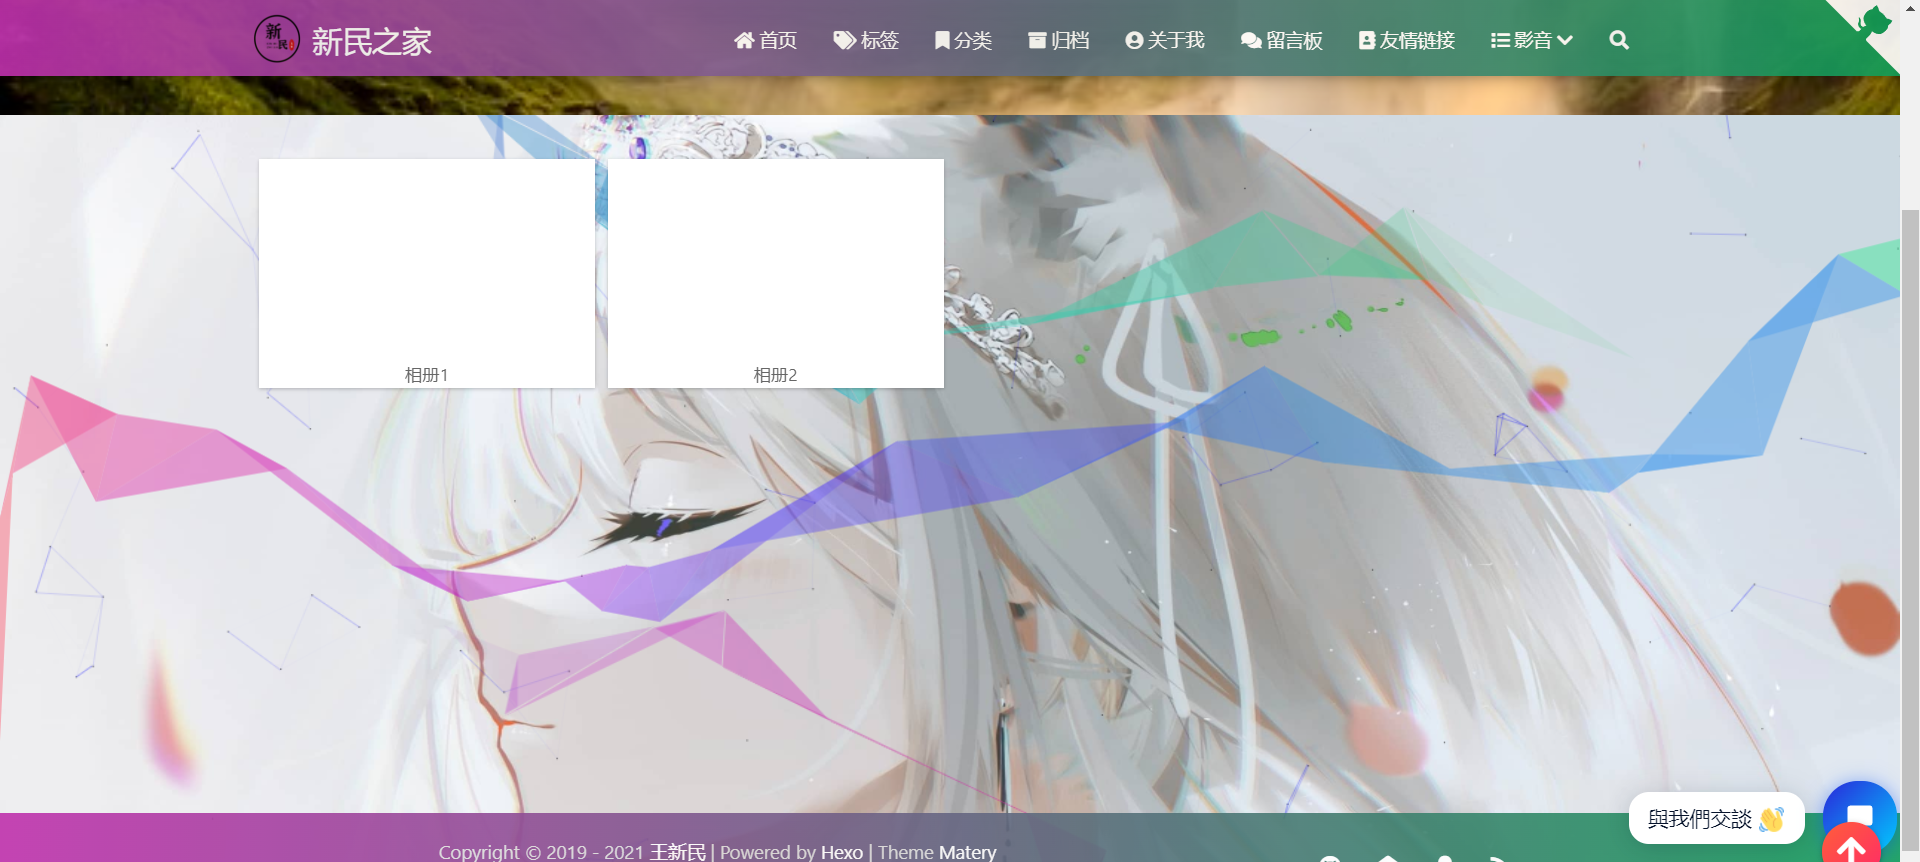 新民
新民之家
首页 标签 分类 归档 关于我 留言板 友情链接 影音
相册1 相册2
與我們交談 👋
Copyright © 2019 - 2021 王新民 | Powered by Hexo | Theme Matery